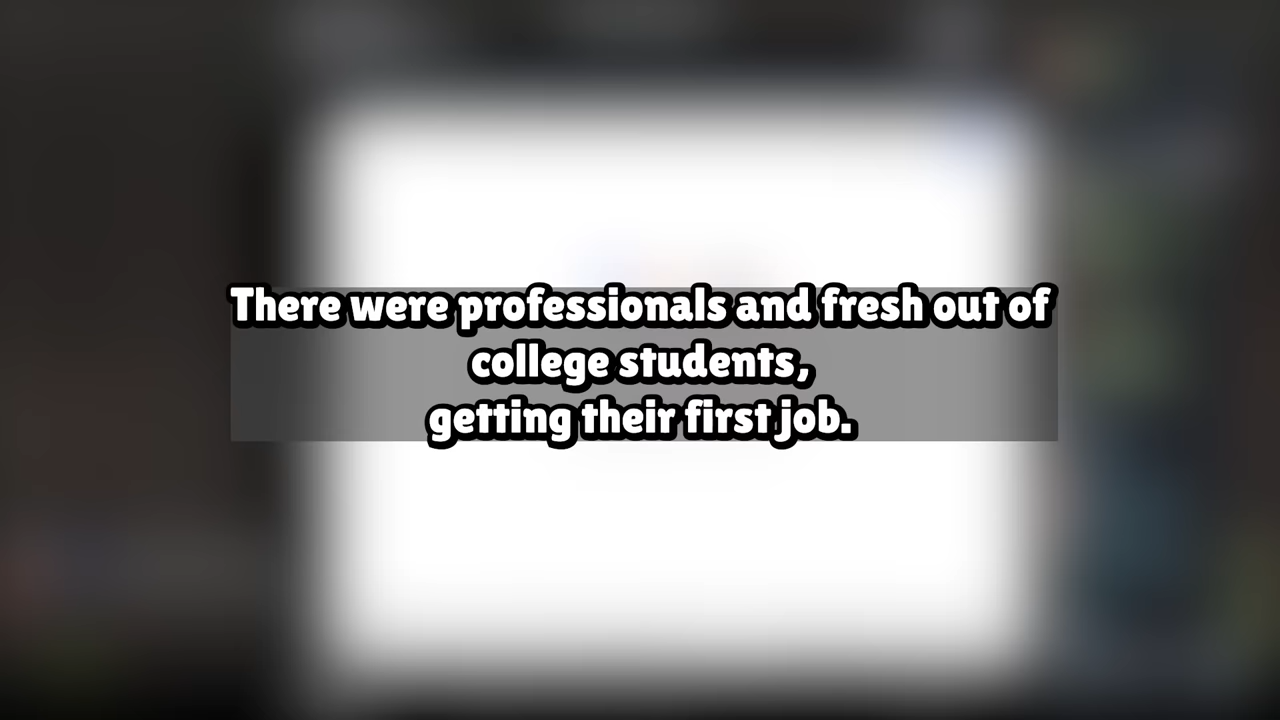 There were professionals and fresh out of
college students,
getting their first job.